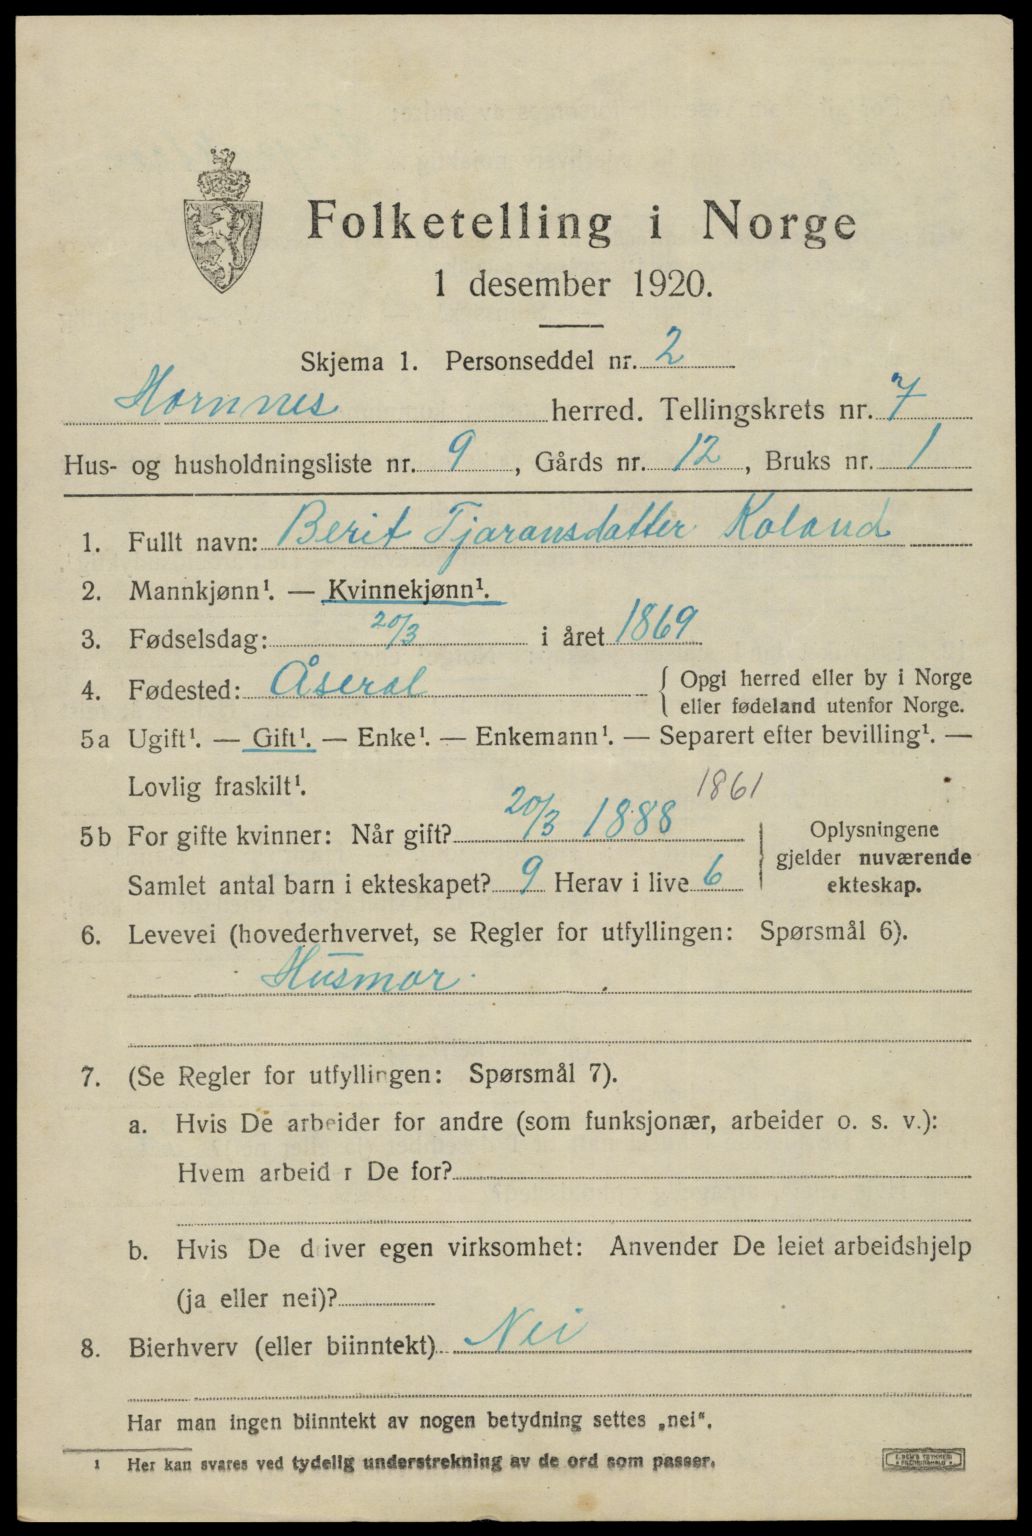 Folketelling i Norge
1 desember 1920.
Skjema 1. Personseddel nr. 2
Hornnes herred. Tellingskrets nr. 7
Hus- og husholdningsliste nr. 9, Gårds nr. 12, Bruks nr. 1
1. Fullt navn: Berit Tjaransdatter Kaland
2. Mannkjønn¹. — Kvinnekjønn¹.
3. Fødselsdag: 20/3 i året 1869
4. Fødested: Åseral { Opgi herred eller by i Norge
eller fødeland utenfor Norge.
5a Ugift¹. — Gift¹. — Enke¹. — Enkemann¹. — Separert efter bevilling¹. —
Lovlig fraskilt¹.
1861
5b For gifte kvinner: Når gift? 20/3 1888
Samlet antal barn i ekteskapet? 9 Herav i live 6
Oplysningene
gjelder nuværende
ekteskap.
6. Levevei (hovederhvervet, se Regler for utfyllingen: Spørsmål 6).
Husmor
7. (Se Regler for utfyllingen: Spørsmål 7).
a. Hvis De arbeider for andre (som funksjonær, arbeider o. s. v.):
Hvem arbeid r De for?
b. Hvis De driver egen virksomhet: Anvender De leiet arbeidshjelp
(ja eller nei)?
8. Bierhverv (eller biinntekt) Nei
Har man ingen biinntekt av nogen betydning settes „nei“.
¹ Her kan svares ved tydelig understrekning av de ord som passer.